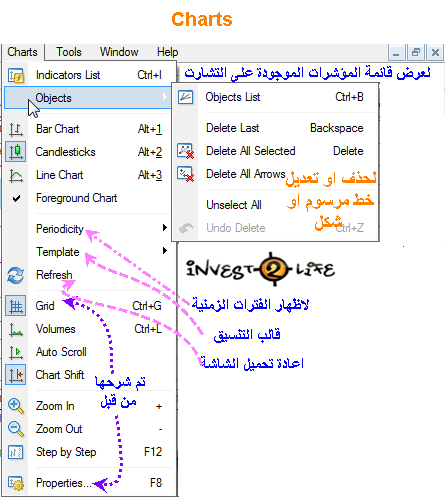 Charts
Charts Tools Window Help
Indicators List Ctrl+I
لعرض قائمة المؤشرات الموجودة على التشارت
Objects
Objects List Ctrl+B
Bar Chart Alt+1
Delete Last Backspace
Candlesticks Alt+2
Delete All Selected Delete
Line Chart Alt+3
Delete All Arrows
لحذف او تعديل
خط مرسوم او
شكل
Foreground Chart
Unselect All
Periodicity
Undo Delete Ctrl+Z
Template
Refresh
INVEST-2-LIFE
Grid Ctrl+G
لاظهار الفترات الزمنية
Volumes Ctrl+L
قالب التنسيق
Auto Scroll
اعادة تحميل الشاشة
Chart Shift
تم شرحها
من قبل
Zoom In +
Zoom Out -
Step by Step F12
Properties... F8